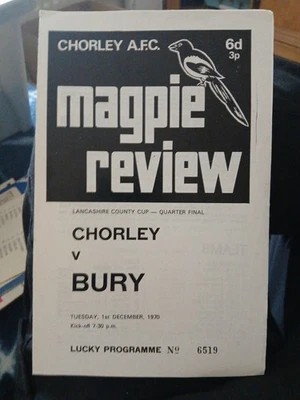 CHORLEY A.F.C.
6d
3p
magpie
review
LANCASHIRE COUNTY CUP — QUARTER FINAL
CHORLEY
v
BURY
TUESDAY, 1st DECEMBER, 1970
Kick-off 7-30 p.m.
LUCKY PROGRAMME Nº 6519